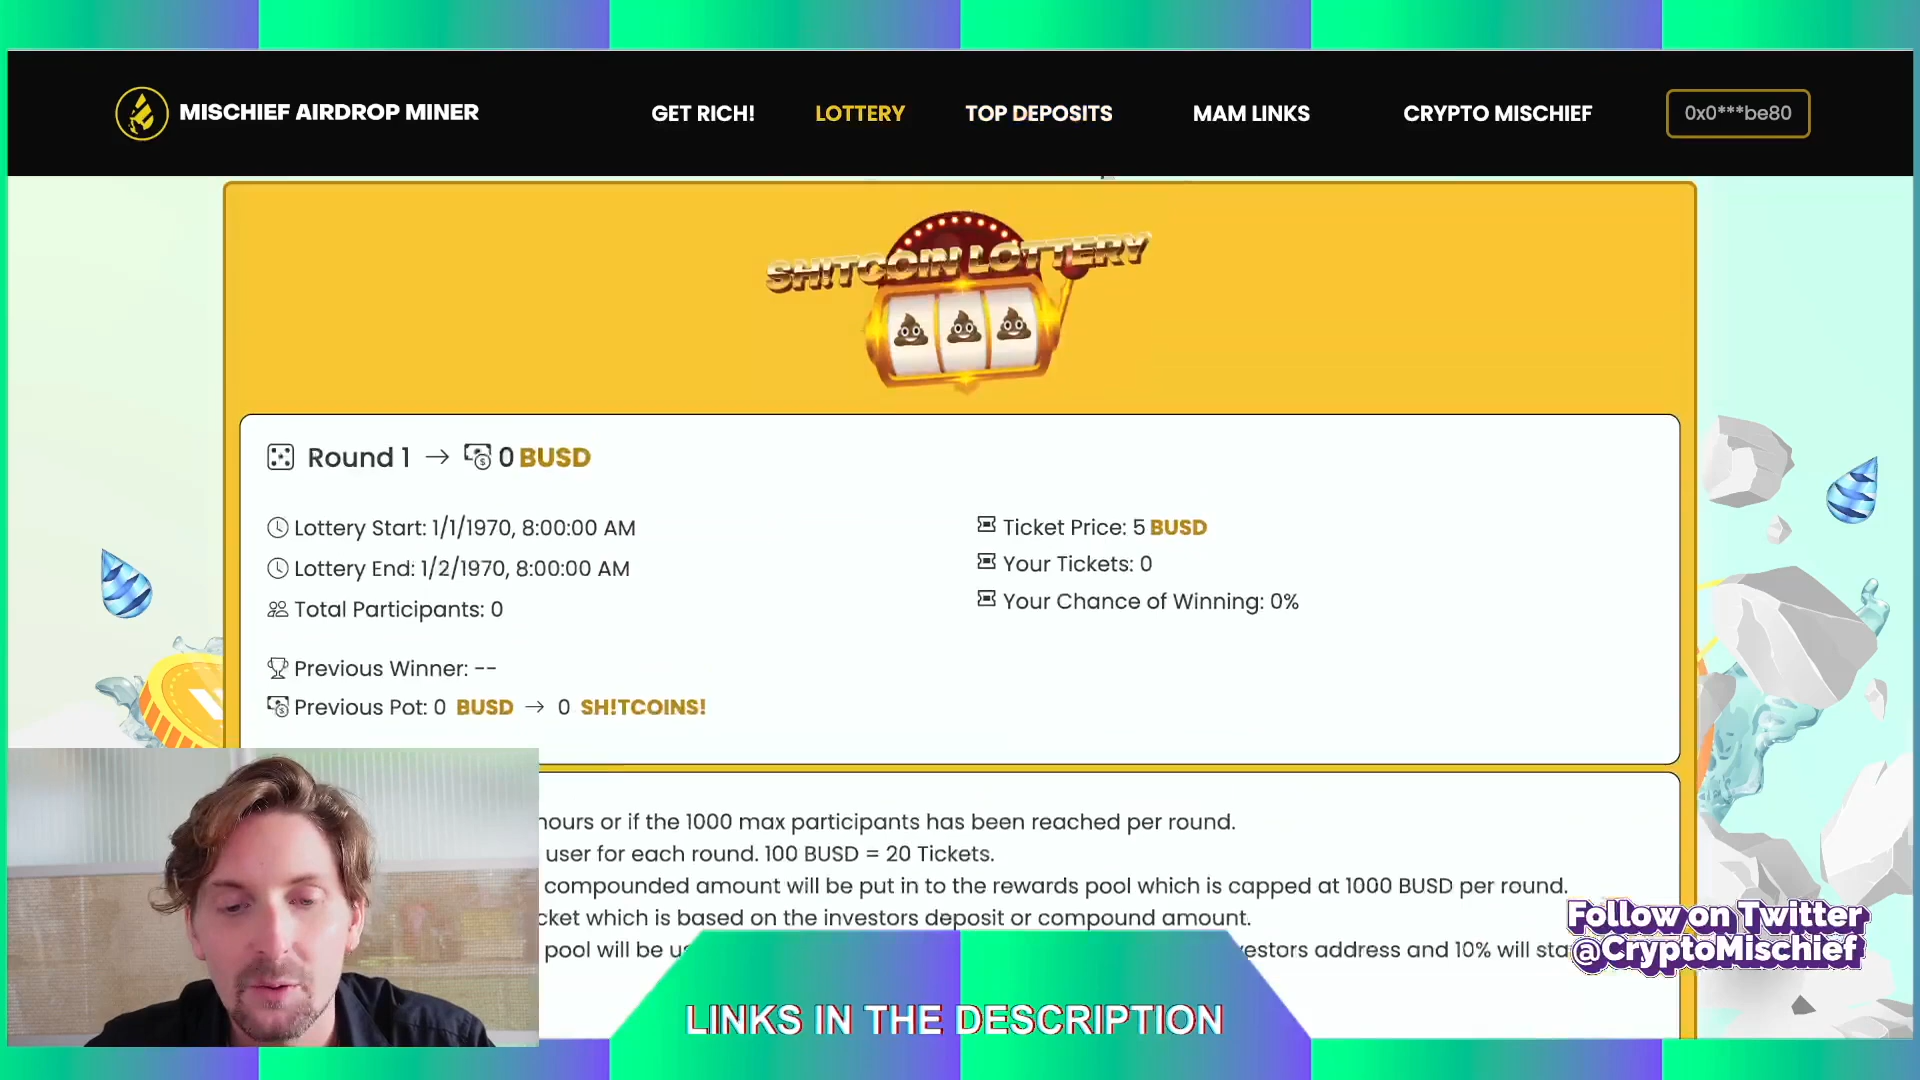 MISCHIEF AIRDROP MINER
GET RICH!
LOTTERY
TOP DEPOSITS
MAM LINKS
CRYPTO MISCHIEF
0x0***be80
SH!TCOIN LOTTERY
Round 1 → 0 BUSD
Lottery Start: 1/1/1970, 8:00:00 AM
Lottery End: 1/2/1970, 8:00:00 AM
Total Participants: 0
Previous Winner: --
Previous Pot: 0 BUSD → 0 SH!TCOINS!
Ticket Price: 5 BUSD
Your Tickets: 0
Your Chance of Winning: 0%
hours or if the 1000 max participants has been reached per round.
user for each round. 100 BUSD = 20 Tickets.
compounded amount will be put in to the rewards pool which is capped at 1000 BUSD per round.
which is based on the investors deposit or compound amount.
pool will be
address and 10% will
Follow on Twitter
@CryptoMischief
LINKS IN THE DESCRIPTION